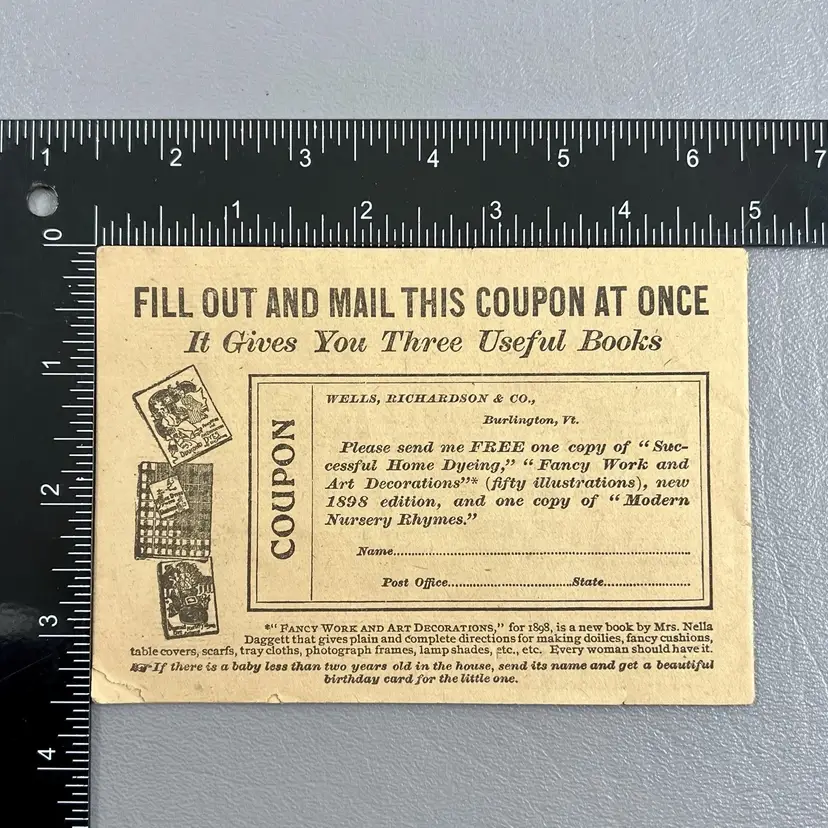 1 2 3 4 5 6 7
1 2 3 4 5
0
1
2
3
4
FILL OUT AND MAIL THIS COUPON AT ONCE
It Gives You Three Useful Books
COUPON
WELLS, RICHARDSON & CO.,
Burlington, Vt.
Please send me FREE one copy of "Suc-
cessful Home Dyeing," "Fancy Work and
Art Decorations"* (fifty illustrations), new
1898 edition, and one copy of "Modern
Nursery Rhymes."
Name
Post Office State
*"FANCY WORK AND ART DECORATIONS," for 1898, is a new book by Mrs. Nella
Daggett that gives plain and complete directions for making doilies, fancy cushions,
table covers, scarfs, tray cloths, photograph frames, lamp shades, etc., etc. Every woman should have it.
☞If there is a baby less than two years old in the house, send its name and get a beautiful
birthday card for the little one.